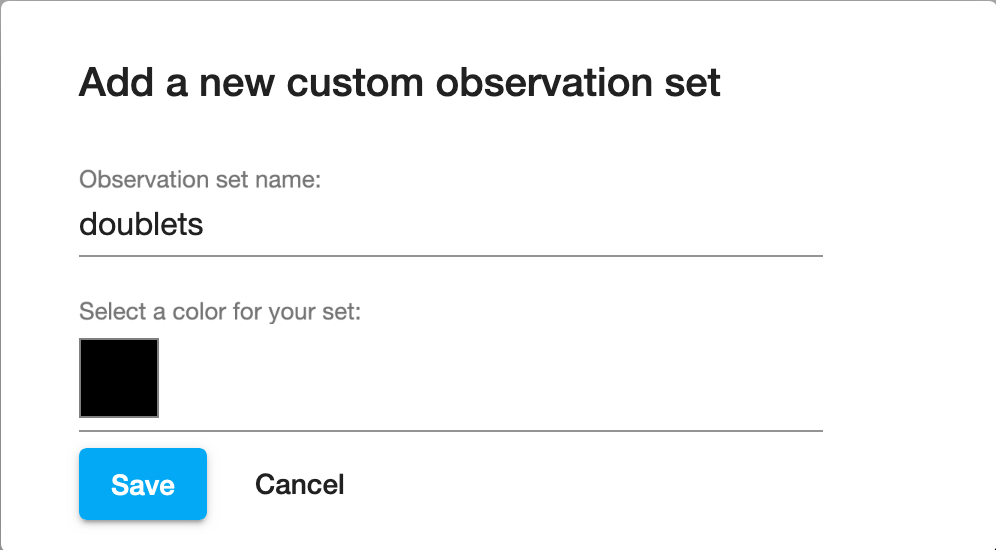 Add a new custom observation set
Observation set name:
doublets
Select a color for your set:
Save
Cancel